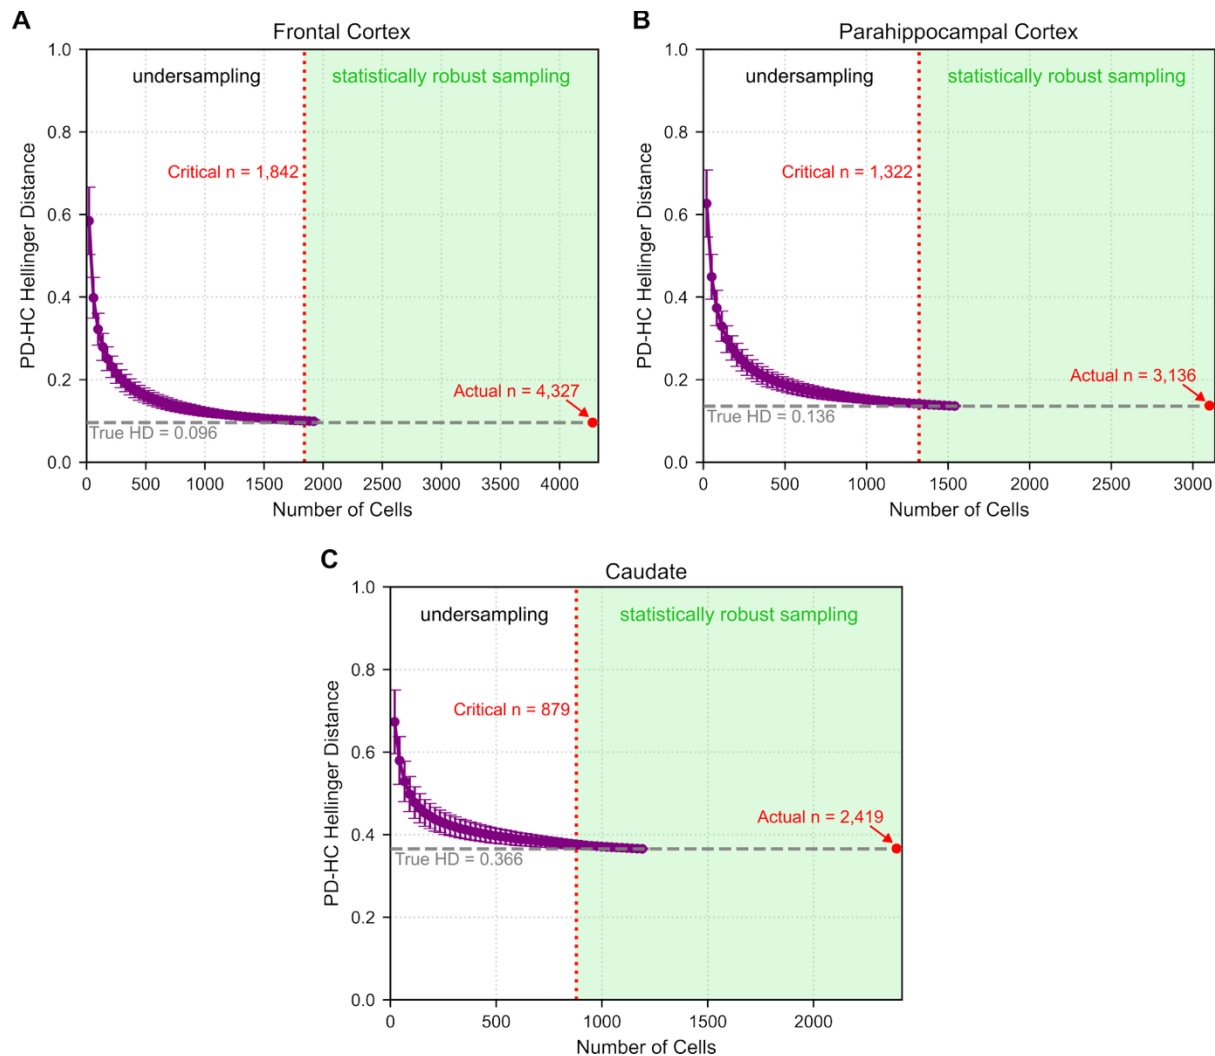 A
Frontal Cortex
PD-HC Hellinger Distance
1.0
0.8
0.6
0.4
0.2
0.0
undersampling
statistically robust sampling
Critical n = 1,842
Actual n = 4,327
True HD = 0.096
0 500 1000 1500 2000 2500 3000 3500 4000
Number of Cells
B
Parahippocampal Cortex
PD-HC Hellinger Distance
1.0
0.8
0.6
0.4
0.2
0.0
undersampling
statistically robust sampling
Critical n = 1,322
Actual n = 3,136
True HD = 0.136
0 500 1000 1500 2000 2500 3000
Number of Cells
C
Caudate
PD-HC Hellinger Distance
1.0
0.8
0.6
0.4
0.2
0.0
undersampling
statistically robust sampling
Critical n = 879
Actual n = 2,419
True HD = 0.366
0 500 1000 1500 2000
Number of Cells